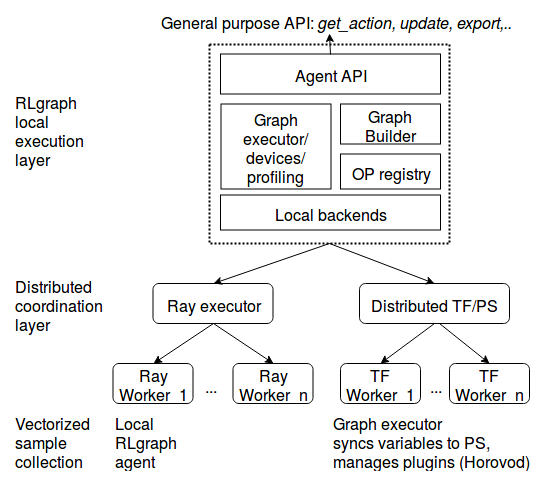 General purpose API: get_action, update, export,..
Agent API
RLgraph
local
execution
layer
Graph
executor/
devices/
profiling
Graph
Builder
OP registry
Local backends
Distributed
coordination
layer
Ray executor
Distributed TF/PS
Ray
Worker_1
...
Ray
Worker_n
TF
Worker_1
...
TF
Worker_n
Vectorized
sample
collection
Local
RLgraph
agent
Graph executor
syncs variables to PS,
manages plugins (Horovod)